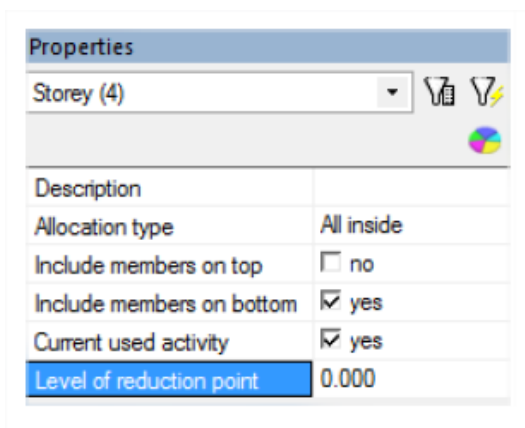 Properties
Storey (4)
Description
Allocation type All inside
Include members on top no
Include members on bottom yes
Current used activity yes
Level of reduction point 0.000